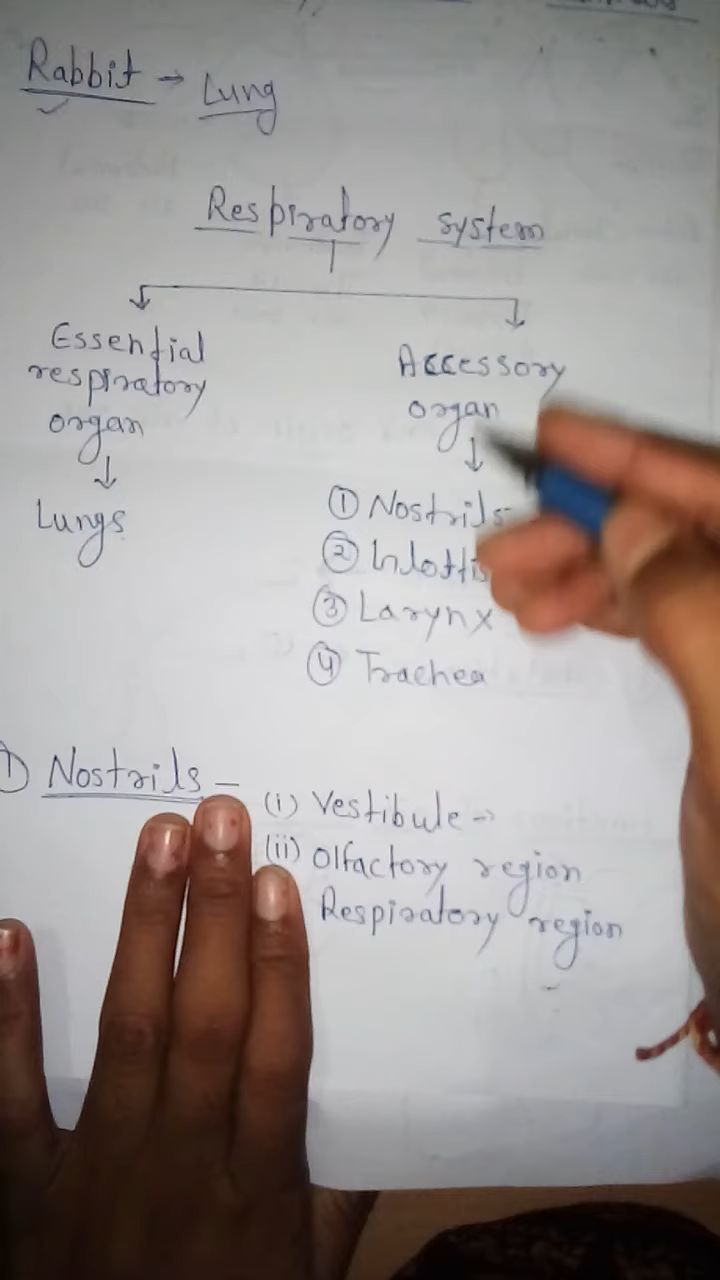 Rabbit → Lung
Respiratory system
Essential
respiratory
organ
↓
Lungs
Accessory
organ
↓
① Nostrils
②
③ Larynx
④ Trachea
① Nostrils -
(i) Vestibule →
(ii) Olfactory region
Respiratory region